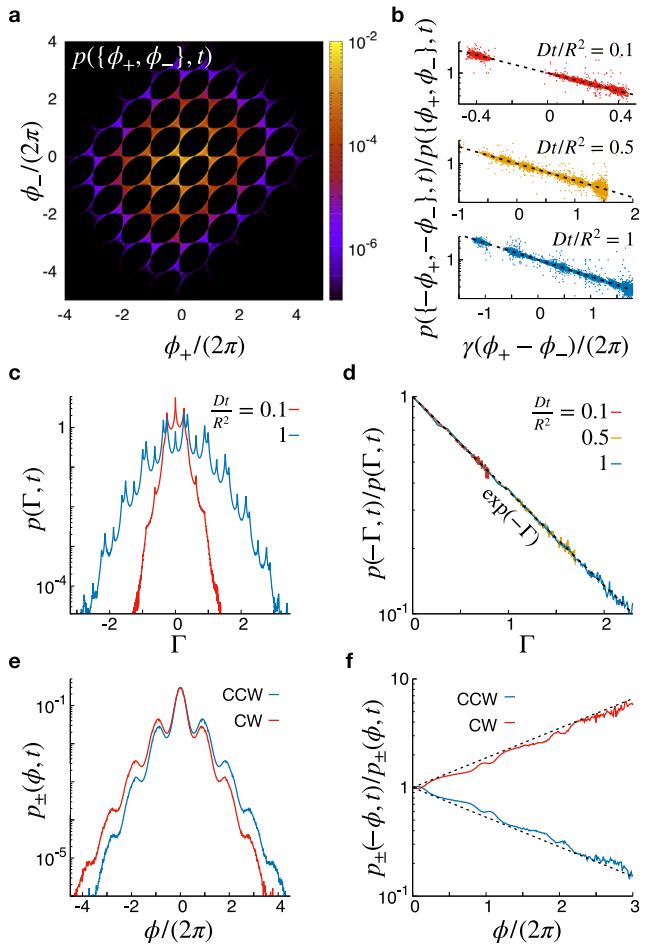 a
p({ϕ₊, ϕ₋}, t)
4
2
0
−2
−4
ϕ₋/(2π)
−4 −2 0 2 4
ϕ₊/(2π)
10⁻²
10⁻⁴
10⁻⁶
b
Dt/R² = 0.1
1
−0.4 0 0.4
Dt/R² = 0.5
1
-1 0 1 2
Dt/R² = 1
1
-1 0 1
p({−ϕ₊, −ϕ₋}, t)/p({ϕ₊, ϕ₋}, t)
γ(ϕ₊ − ϕ₋)/(2π)
c
Dt/R² = 0.1
1
1
10⁻⁴
p(Γ, t)
−2 0 2
Γ
d
Dt/R² = 0.1
0.5
1
exp(−Γ)
1
10⁻¹
p(−Γ, t)/p(Γ, t)
0 1 2
Γ
e
CCW
CW
10⁻¹
10⁻⁵
p±(ϕ, t)
−4 −2 0 2 4
ϕ/(2π)
f
CCW
CW
10
1
10⁻¹
p±(−ϕ, t)/p±(ϕ, t)
0 1 2 3
ϕ/(2π)